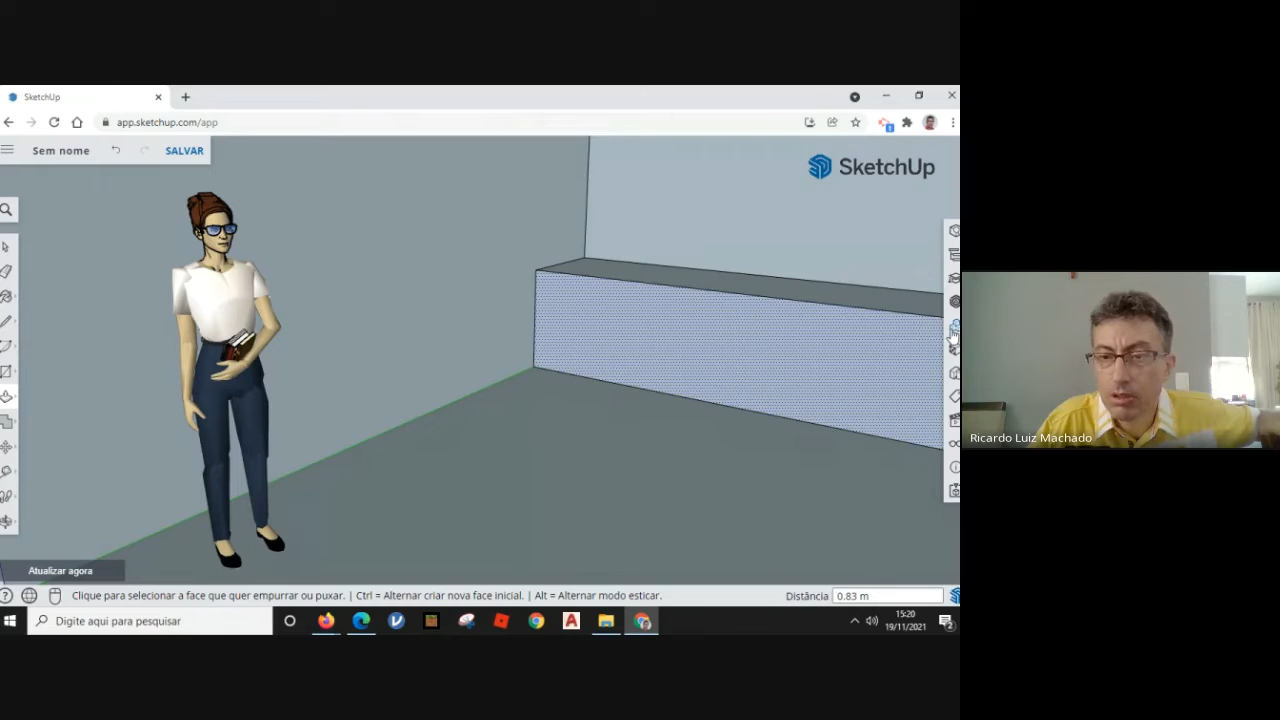 SketchUp
app.sketchup.com/app
Sem nome
SALVAR
SketchUp
Ricardo Luiz Machado
Atualizar agora
Clique para selecionar a face que quer empurrar ou puxar. | Ctrl = Alternar criar nova face inicial. | Alt = Alternar modo esticar.
Distância 0.83 m
Digite aqui para pesquisar
15:20
19/11/2021